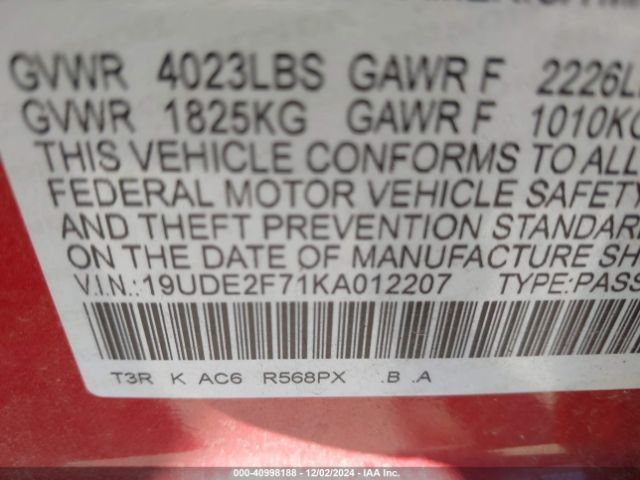 GVWR 4023LBS GAWR F 2226L
GVWR 1825KG GAWR F 1010KG
THIS VEHICLE CONFORMS TO ALL
FEDERAL MOTOR VEHICLE SAFETY
AND THEFT PREVENTION STANDAR
ON THE DATE OF MANUFACTURE SH
V.I.N.:19UDE2F71KA012207 TYPE:PASS
T3R K AC6 R568PX .B .A
000-40998188 - 12/02/2024 - IAA Inc.